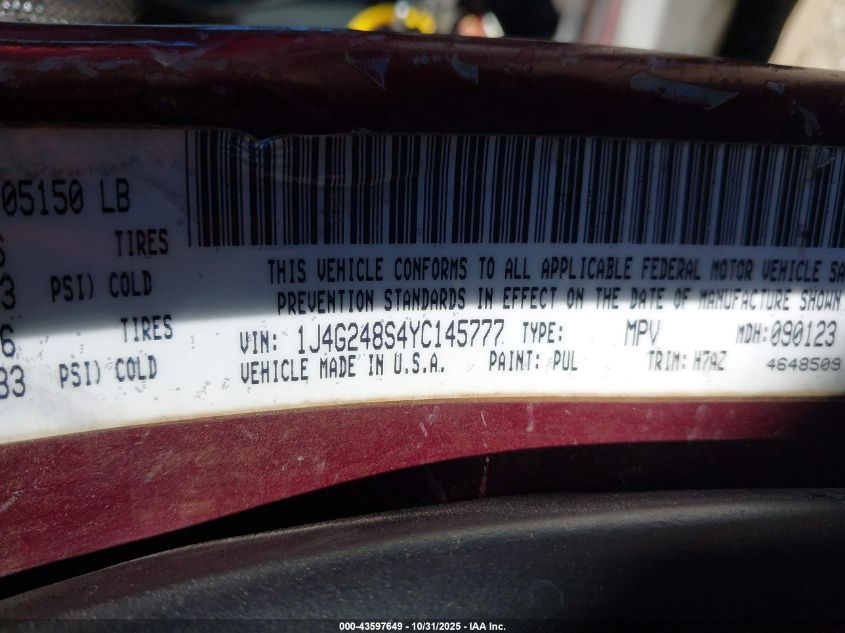 05150 LB
TIRES
PSI) COLD
THIS VEHICLE CONFORMS TO ALL APPLICABLE FEDERAL MOTOR VEHICLE SA
PREVENTION STANDARDS IN EFFECT ON THE DATE OF MANUFACTURE SHOWN
6 TIRES
VIN: 1J4G248S4YC145777 TYPE: MPV MDH:090123
33 PSI) COLD
VEHICLE MADE IN U.S.A. PAINT: PUL TRIM: H7AZ 4648509
000-43597649 - 10/31/2025 - IAA Inc.